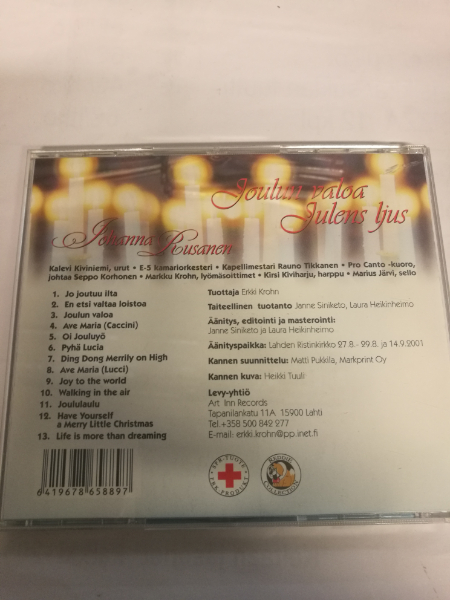 Joulun valoa
Julens ljus
Johanna Rusanen
Kalevi Kiviniemi, urut • E-S kamariorkesteri • Kapellimestari Rauno Tikkanen • Pro Canto -kuoro,
johtaa Seppo Korhonen • Markku Krohn, lyömäsoittimet • Kirsi Kiviharju, harppu • Marius Järvi, sello
1. Jo joutuu ilta
2. En etsi valtaa loistoa
3. Joulun valoa
4. Ave Maria (Caccini)
5. Oi Jouluyö
6. Pyhä Lucia
7. Ding Dong Merrily on High
8. Ave Maria (Lucci)
9. Joy to the world
10. Walking in the air
11. Joululaulu
12. Have Yourself
a Merry Little Christmas
13. Life is more than dreaming
Tuottaja Erkki Krohn
Taiteellinen tuotanto Janne Siniketo, Laura Heikinheimo
Äänitys, editointi ja masterointi:
Janne Siniketo ja Laura Heikinheimo
Äänityspaikka: Lahden Ristinkirkko 27.8.- 29.8. ja 14.9.2001
Kannen suunnittelu: Matti Pukkila, Markprint Oy
Kannen kuva: Heikki Tuuli
Levy-yhtiö
Art Inn Records
Tapanilankatu 11A 15900 Lahti
Tel.+358 500 842 277
E-mail: erkki.krohn@pp.inet.fi
6419678658897
SPR-TUOTE
FRK-PRODUKT
COLLECTION